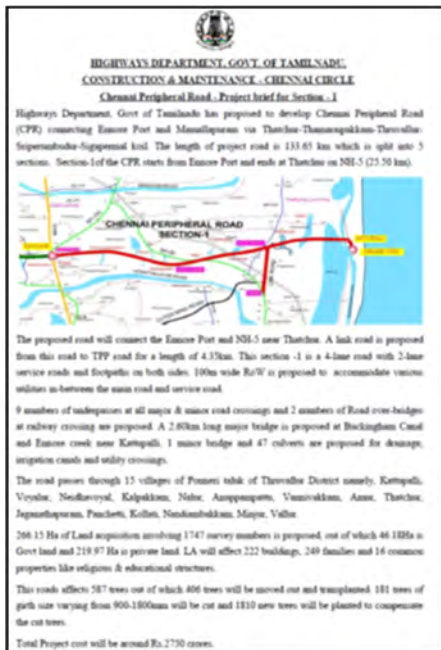 HIGHWAYS DEPARTMENT, GOVT. OF TAMILNADU.
CONSTRUCTION & MAINTENANCE - CHENNAI CIRCLE
Chennai Peripheral Road - Project brief for Section - 1
Highways Department, Govt of Tamilnadu has proposed to develop Chennai Peripheral Road
(CPR) connecting Ennore Port and Mamallapuram via Thatchur-Thamaraipakkam-Thiruvallur-
Sriperumbudur-Sigaperumal koil. The length of project road is 133.65 km which is split into 5
sections. Section-1of the CPR starts from Ennore Port and ends at Thatchur on NH-5 (25.50 km).
CHENNAI PERIPHERAL ROAD
SECTION-1
The proposed road will connect the Ennore Port and NH-5 near Thatchur. A link road is proposed
from this road to TPP road for a length of 4.35km. This section -1 is a 4-lane road with 2-lane
service roads and footpaths on both sides. 100m wide RoW is proposed to accommodate various
utilities in-between the main road and service road.
9 numbers of underpasses at all major & minor road crossings and 2 numbers of Road over-bridges
at railway crossing are proposed. A 2.60km long major bridge is proposed at Buckingham Canal
and Ennore creek near Kattupalli. 1 minor bridge and 47 culverts are proposed for drainage,
irrigation canals and utility crossings.
The road passes through 15 villages of Ponneri taluk of Thiruvallur District namely, Kattupalli,
Voyalur, Neidhavoyal, Kalpakkam, Nalur, Anuppampattu, Vannivakkam, Thatchur,
Jaganathapuram, Panchetti, Kollati, Nandiambakkam, Minjur, Vallur.
266.15 Ha of Land acquisition involving 1747 survey numbers is proposed, out of which 46.18Ha is
Govt land and 219.97 Ha is private land. LA will affect 222 buildings, 249 families and 16 common
properties like religious & educational structures.
This roads affects 587 trees out of which 406 trees will be moved out and transplanted. 181 trees of
girth size varying from 900-1800mm will be cut and 1810 new trees will be planted to compensate
the cut trees.
Total Project cost will be around Rs.2750 crores.